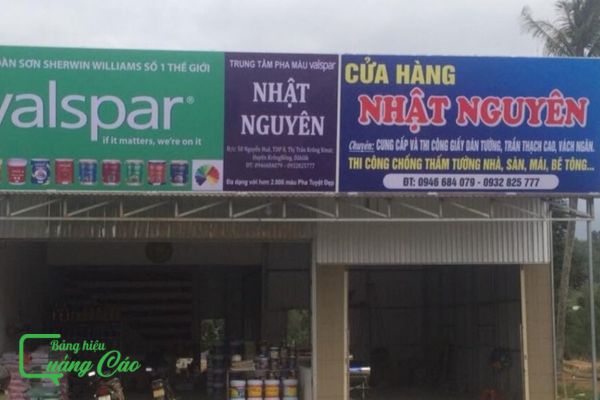 OÀN SƠN SHERWIN WILLIAMS SỐ 1 THẾ GIỚI
valspar®
if it matters, we're on it
TRUNG TÂM PHA MÀU valspar
NHẬT
NGUYÊN
ĐT: 0946684079 - 0932825777
Đa dạng với hơn 2.000 màu Pha Tuyệt Đẹp
CỬA HÀNG
NHẬT NGUYÊN
Chuyên: CUNG CẤP VÀ THI CÔNG GIẤY DÁN TƯỜNG, TRẦN THẠCH CAO, VÁCH NGĂN.
THI CÔNG CHỐNG THẤM TƯỜNG NHÀ, SÀN, MÁI, BÊ TÔNG...
ĐT: 0946 684 079 - 0932 825 777
Bảng hiệu
Quảng Cáo